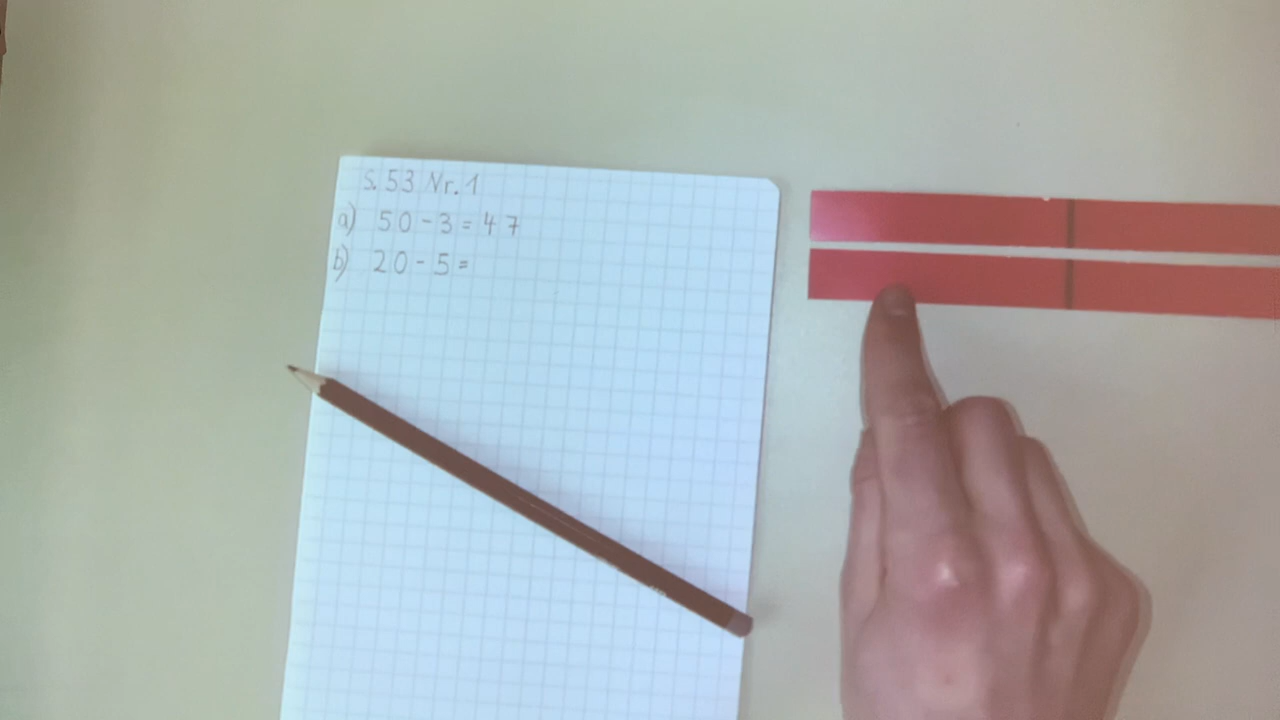 S. 53 Nr. 1
a) 50 - 3 = 47
b) 20 - 5 =